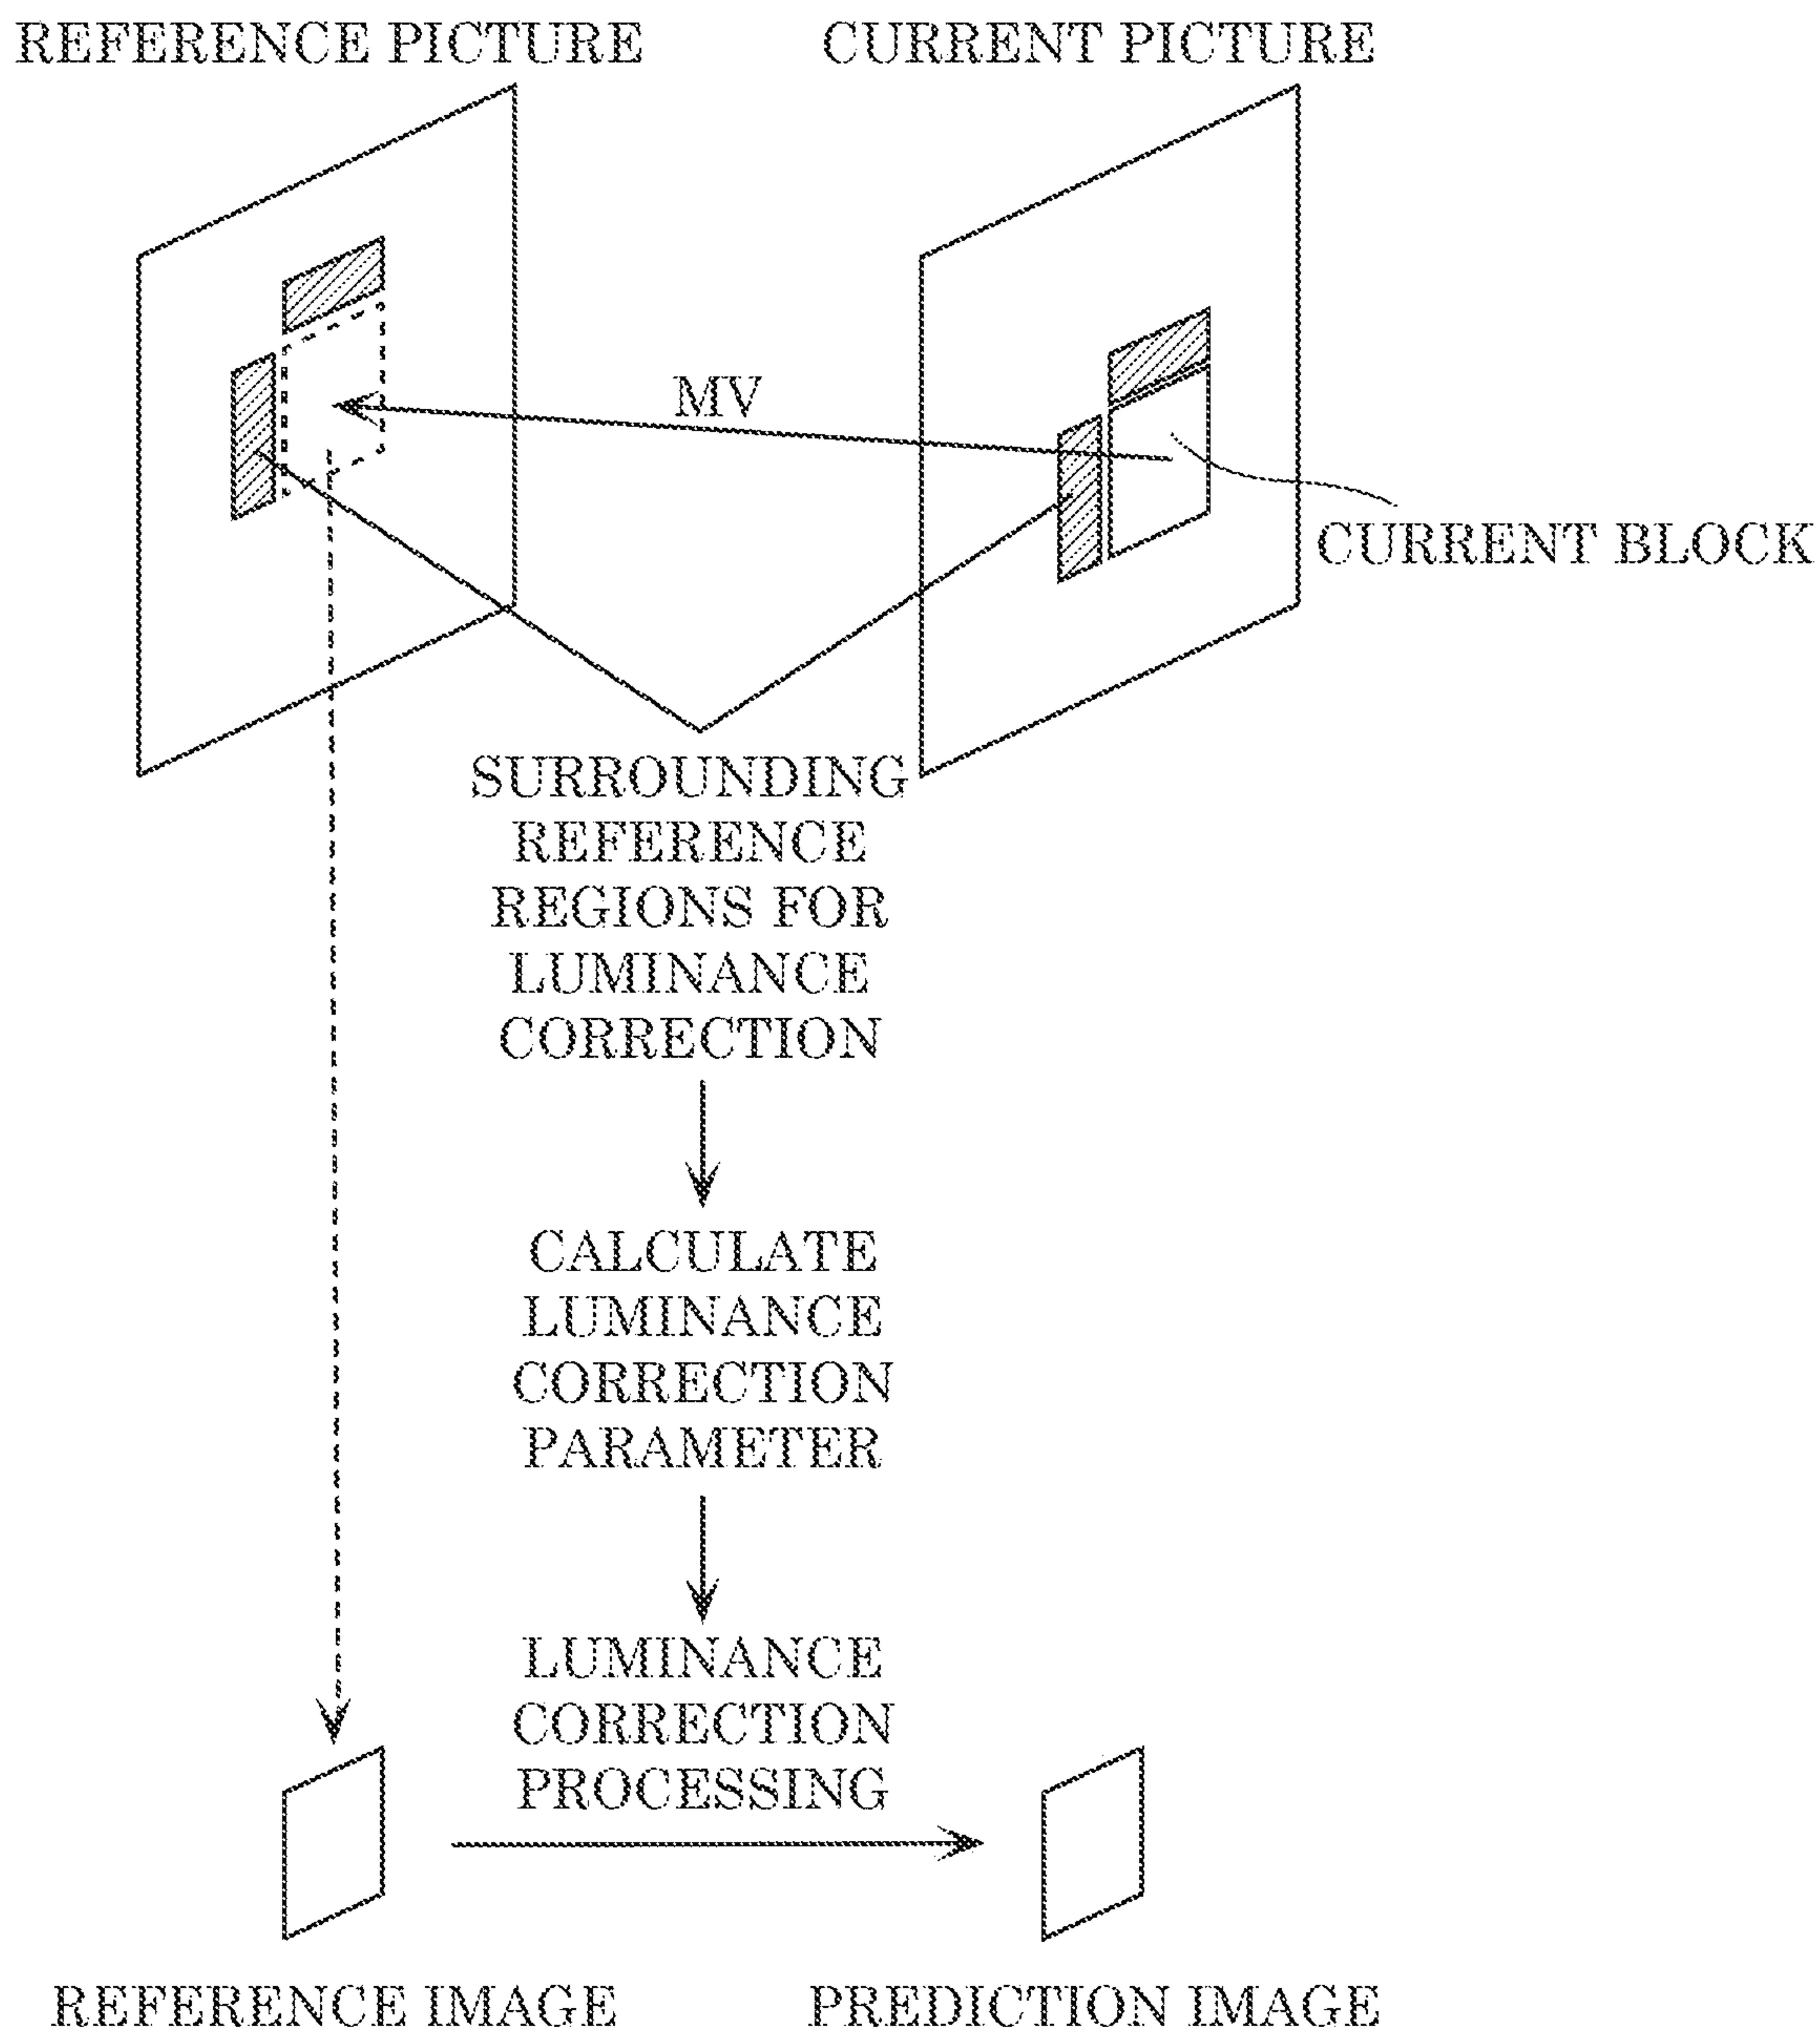 REFERENCE PICTURE
CURRENT PICTURE
MV
CURRENT BLOCK
SURROUNDING
REFERENCE
REGIONS FOR
LUMINANCE
CORRECTION
CALCULATE
LUMINANCE
CORRECTION
PARAMETER
LUMINANCE
CORRECTION
PROCESSING
REFERENCE IMAGE
PREDICTION IMAGE